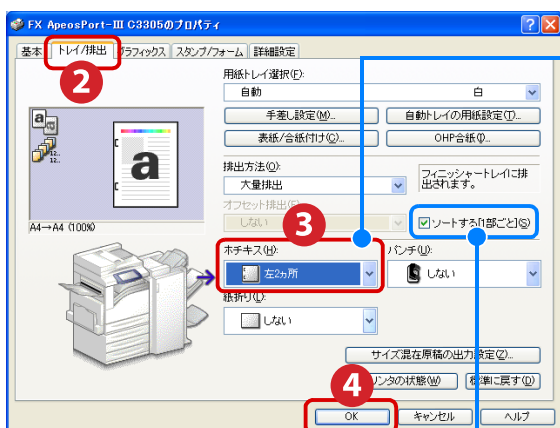 FX ApeosPort-III C3305のプロパティ
基本 トレイ/排出 グラフィックス スタンプ/フォーム 詳細設定
2
用紙トレイ選択(F):
自動 白
手差し設定(M)... 自動トレイの用紙設定(T)...
表紙/合紙付け(C)... OHP合紙(I)...
排出方法(O):
大量排出
フィニッシャートレイに排出されます。
オフセット排出(F):
しない
ソートする[1部ごと](S)
A4→A4 (100%)
3
ホチキス(H): パンチ(U):
左2ヵ所 しない
紙折り(L):
しない
サイズ混在原稿の出力設定(Z)...
ンタの状態(W) 標準に戻す(D)
4
OK キャンセル ヘルプ